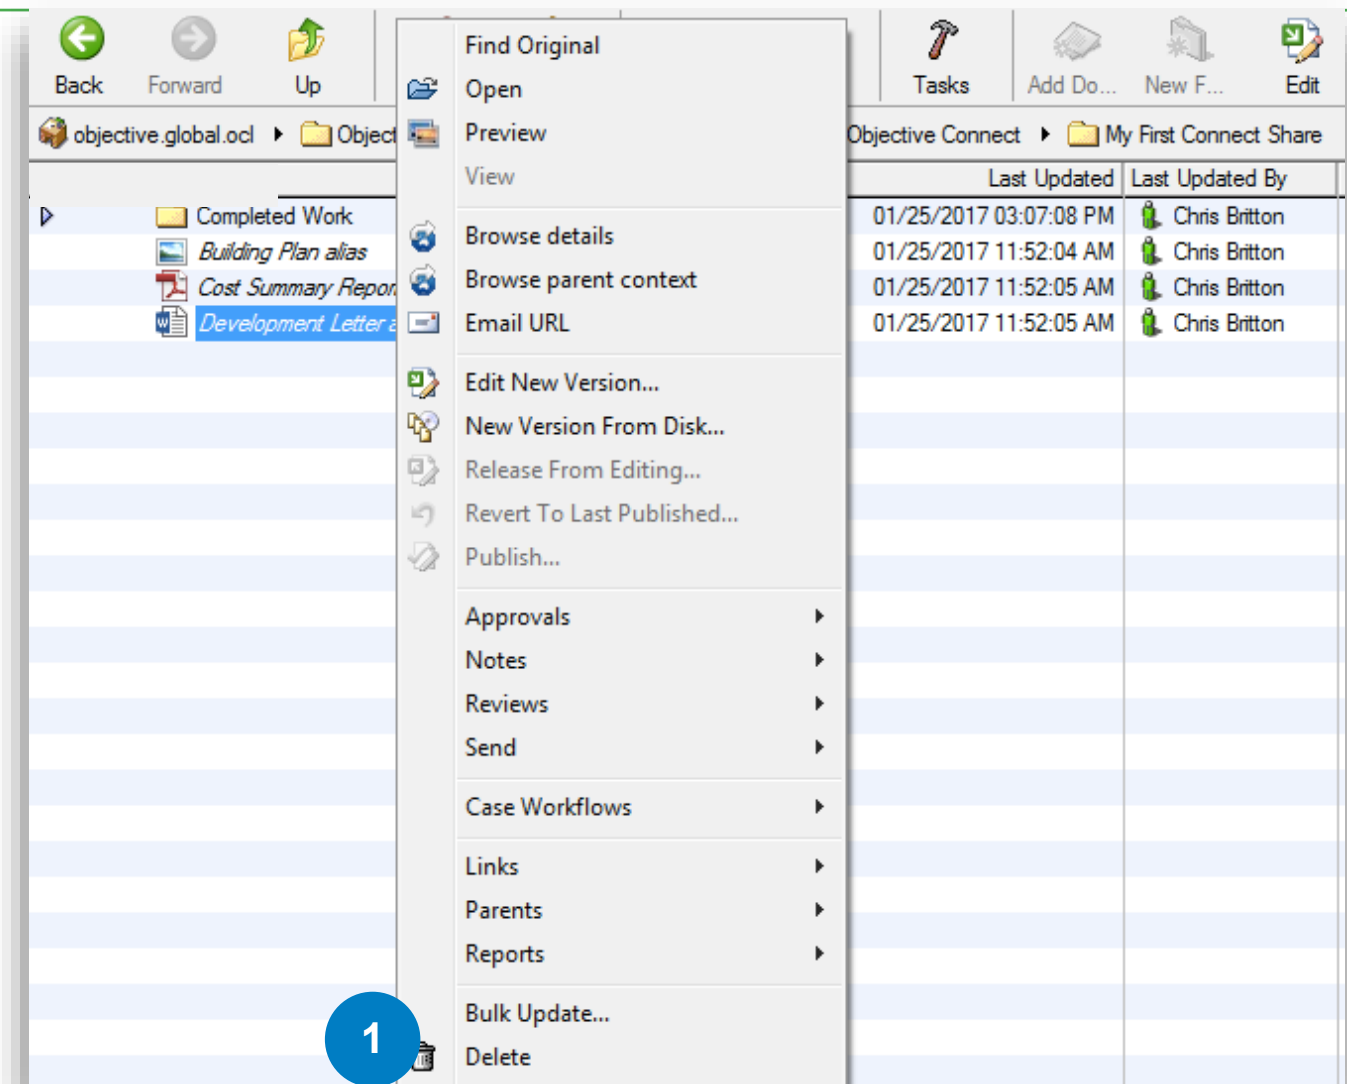 Back Forward Up Tasks Add Do... New F... Edit
objective.global.ocl Object Objective Connect My First Connect Share
Last Updated Last Updated By
Completed Work 01/25/2017 03:07:08 PM Chris Britton
Building Plan alias 01/25/2017 11:52:04 AM Chris Britton
Cost Summary Repor 01/25/2017 11:52:05 AM Chris Britton
Development Letter a 01/25/2017 11:52:05 AM Chris Britton
Find Original
Open
Preview
View
Browse details
Browse parent context
Email URL
Edit New Version...
New Version From Disk...
Release From Editing...
Revert To Last Published...
Publish...
Approvals
Notes
Reviews
Send
Case Workflows
Links
Parents
Reports
Bulk Update...
1
Delete